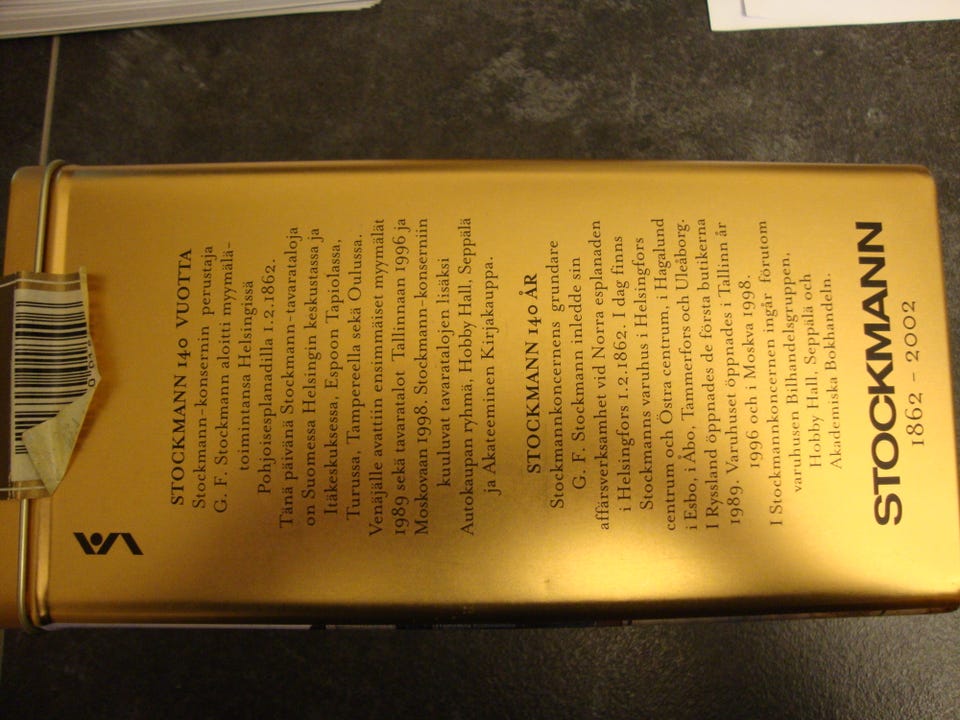 STOCKMANN 140 VUOTTA
Stockmann-konsernin perustaja
G. F. Stockmann aloitti myymälä-
toimintansa Helsingissä
Pohjoisesplanadilla 1.2.1862.
Tänä päivänä Stockmann-tavarataloja
on Suomessa Helsingin keskustassa ja
Itäkeskuksessa, Espoon Tapiolassa,
Turussa, Tampereella sekä Oulussa.
Venäjälle avattiin ensimmäiset myymälät
1989 sekä tavaratalot Tallinnaan 1996 ja
Moskovaan 1998. Stockmann-konserniin
kuuluvat tavaratalojen lisäksi
Autokaupan ryhmä, Hobby Hall, Seppälä
ja Akateeminen Kirjakauppa.
STOCKMANN 140 ÅR
Stockmannkoncernens grundare
G. F. Stockmann inledde sin
affärsverksamhet vid Norra esplanaden
i Helsingfors 1.2.1862. I dag finns
Stockmanns varuhus i Helsingfors
centrum och Östra centrum, i Hagalund
i Esbo, i Åbo, Tammerfors och Uleåborg.
I Ryssland öppnades de första butikerna
1989. Varuhuset öppnades i Tallinn år
1996 och i Moskva 1998.
I Stockmannkoncernen ingår förutom
varuhusen Bilhandelsgruppen,
Hobby Hall, Seppälä och
Akademiska Bokhandeln.
STOCKMANN
1862 – 2002